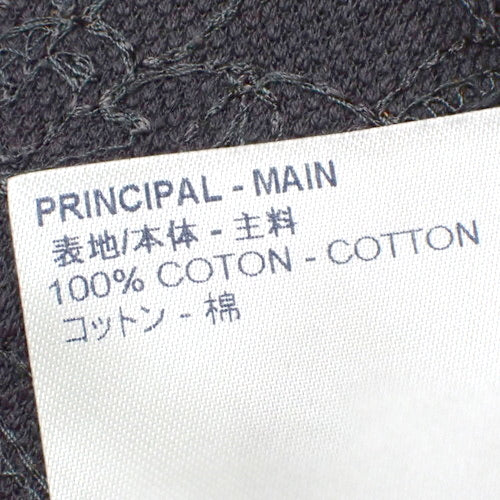 PRINCIPAL - MAIN
表地/本体 - 主料
100% COTON - COTTON
コットン - 棉